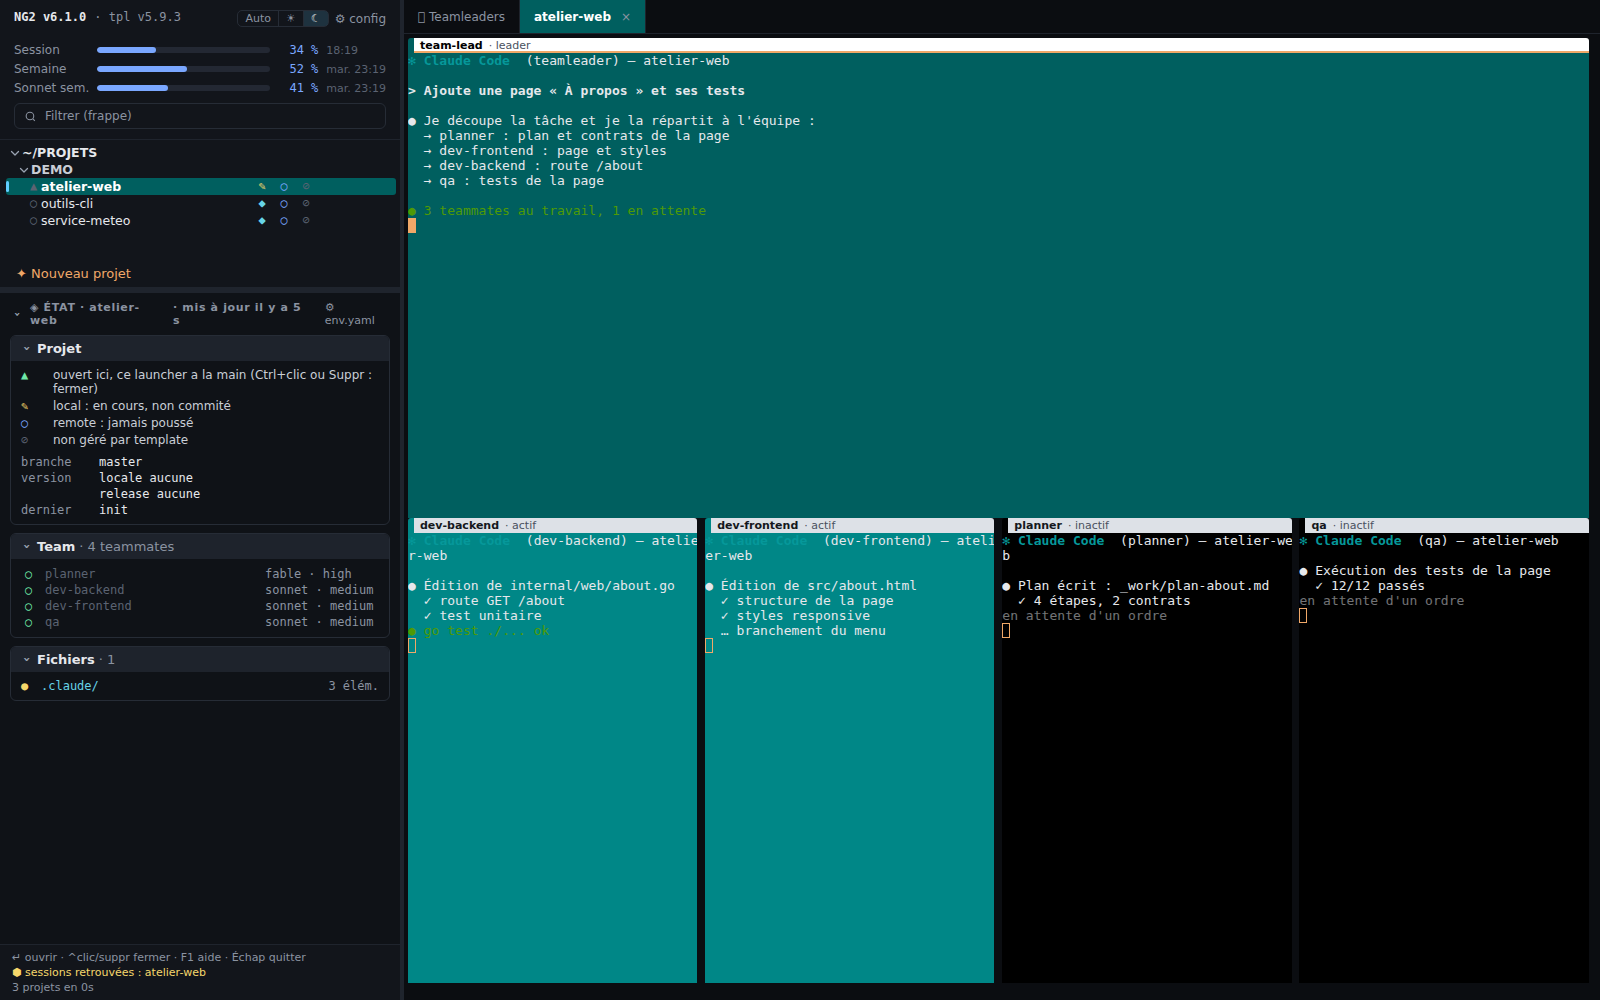 NG2 v6.1.0 · tpl v5.9.3
Auto ☀ ☾ ⚙ config
Session 34 % 18:19
Semaine 52 % mar. 23:19
Sonnet sem. 41 % mar. 23:19
Filtrer (frappe)
~/PROJETS
DEMO
▲ atelier-web ✎ ○ ⊘
○ outils-cli ◆ ○ ⊘
○ service-meteo ◆ ○ ⊘
✦ Nouveau projet
◈ ÉTAT · atelier-web · mis à jour il y a 5 s ⚙ env.yaml
Projet
▲ ouvert ici, ce launcher a la main (Ctrl+clic ou Suppr :
fermer)
✎ local : en cours, non commité
○ remote : jamais poussé
⊘ non géré par template
branche master
version locale aucune
release aucune
dernier init
Team · 4 teammates
○ planner fable · high
○ dev-backend sonnet · medium
○ dev-frontend sonnet · medium
○ qa sonnet · medium
Fichiers · 1
● .claude/ 3 élém.
↵ ouvrir · ^clic/suppr fermer · F1 aide · Échap quitter
⬢ sessions retrouvées : atelier-web
3 projets en 0s
Teamleaders
atelier-web ×
team-lead · leader
✻ Claude Code (teamleader) — atelier-web
> Ajoute une page « À propos » et ses tests
● Je découpe la tâche et je la répartit à l'équipe :
→ planner : plan et contrats de la page
→ dev-frontend : page et styles
→ dev-backend : route /about
→ qa : tests de la page
● 3 teammates au travail, 1 en attente
dev-backend · actif
✻ Claude Code (dev-backend) — atelie
r-web
● Édition de internal/web/about.go
✓ route GET /about
✓ test unitaire
● go test ./... ok
dev-frontend · actif
✻ Claude Code (dev-frontend) — ateli
er-web
● Édition de src/about.html
✓ structure de la page
✓ styles responsive
… branchement du menu
planner · inactif
✻ Claude Code (planner) — atelier-we
b
● Plan écrit : _work/plan-about.md
✓ 4 étapes, 2 contrats
en attente d'un ordre
qa · inactif
✻ Claude Code (qa) — atelier-web
● Exécution des tests de la page
✓ 12/12 passés
en attente d'un ordre